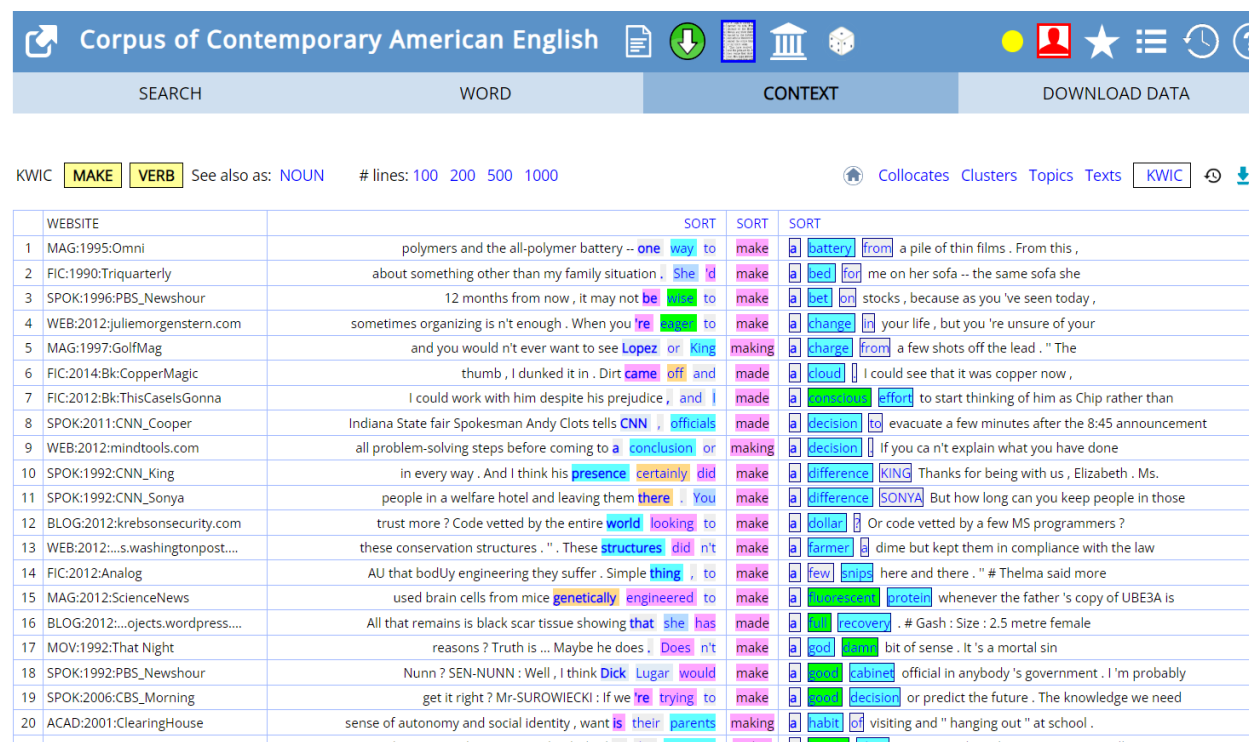 Corpus of Contemporary American English
SEARCH WORD CONTEXT DOWNLOAD DATA
KWIC MAKE VERB See also as: NOUN # lines: 100 200 500 1000 Collocates Clusters Topics Texts KWIC
WEBSITE SORT SORT SORT
1 MAG:1995:Omni polymers and the all-polymer battery -- one way to make a battery from a pile of thin films . From this ,
2 FIC:1990:Triquarterly about something other than my family situation . She 'd make a bed for me on her sofa -- the same sofa she
3 SPOK:1996:PBS_Newshour 12 months from now , it may not be wise to make a bet on stocks , because as you 've seen today ,
4 WEB:2012:juliemorgenstern.com sometimes organizing is n't enough . When you 're eager to make a change in your life , but you 're unsure of your
5 MAG:1997:GolfMag and you would n't ever want to see Lopez or King making a charge from a few shots off the lead . " The
6 FIC:2014:Bk:CopperMagic thumb , I dunked it in . Dirt came off and made a cloud . I could see that it was copper now ,
7 FIC:2012:Bk:ThisCaseIsGonna I could work with him despite his prejudice , and I made a conscious effort to start thinking of him as Chip rather than
8 SPOK:2011:CNN_Cooper Indiana State fair Spokesman Andy Clots tells CNN , officials made a decision to evacuate a few minutes after the 8:45 announcement
9 WEB:2012:mindtools.com all problem-solving steps before coming to a conclusion or making a decision . If you ca n't explain what you have done
10 SPOK:1992:CNN_King in every way . And I think his presence certainly did make a difference KING Thanks for being with us , Elizabeth . Ms.
11 SPOK:1992:CNN_Sonya people in a welfare hotel and leaving them there . You make a difference SONYA But how long can you keep people in those
12 BLOG:2012:krebsonsecurity.com trust more ? Code vetted by the entire world looking to make a dollar ? Or code vetted by a few MS programmers ?
13 WEB:2012:...s.washingtonpost.... these conservation structures . " . These structures did n't make a farmer a dime but kept them in compliance with the law
14 FIC:2012:Analog AU that bodUy engineering they suffer . Simple thing , to make a few snips here and there . " # Thelma said more
15 MAG:2012:ScienceNews used brain cells from mice genetically engineered to make a fluorescent protein whenever the father 's copy of UBE3A is
16 BLOG:2012:...ojects.wordpress.... All that remains is black scar tissue showing that she has made a full recovery . # Gash : Size : 2.5 metre female
17 MOV:1992:That Night reasons ? Truth is ... Maybe he does . Does n't make a god damn bit of sense . It 's a mortal sin
18 SPOK:1992:PBS_Newshour Nunn ? SEN-NUNN : Well , I think Dick Lugar would make a good cabinet official in anybody 's government . I 'm probably
19 SPOK:2006:CBS_Morning get it right ? Mr-SUROWIECKI : If we 're trying to make a good decision or predict the future . The knowledge we need
20 ACAD:2001:ClearingHouse sense of autonomy and social identity , want is their parents making a habit of visiting and " hanging out " at school .